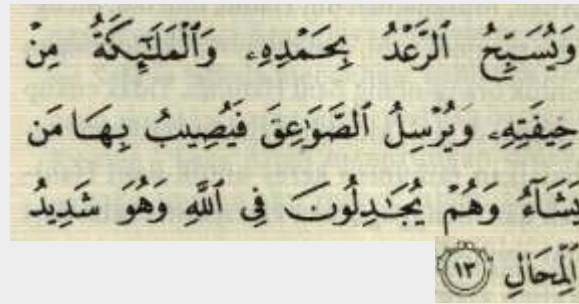 وَيُسَبِّحُ ٱلرَّعْدُ بِحَمْدِهِۦ وَٱلْمَلَٰٓئِكَةُ مِنْ
خِيفَتِهِۦ وَيُرْسِلُ ٱلصَّوَٰعِقَ فَيُصِيبُ بِهَا مَن
يَشَآءُ وَهُمْ يُجَٰدِلُونَ فِى ٱللَّهِ وَهُوَ شَدِيدُ
ٱلْمِحَالِ ١٣